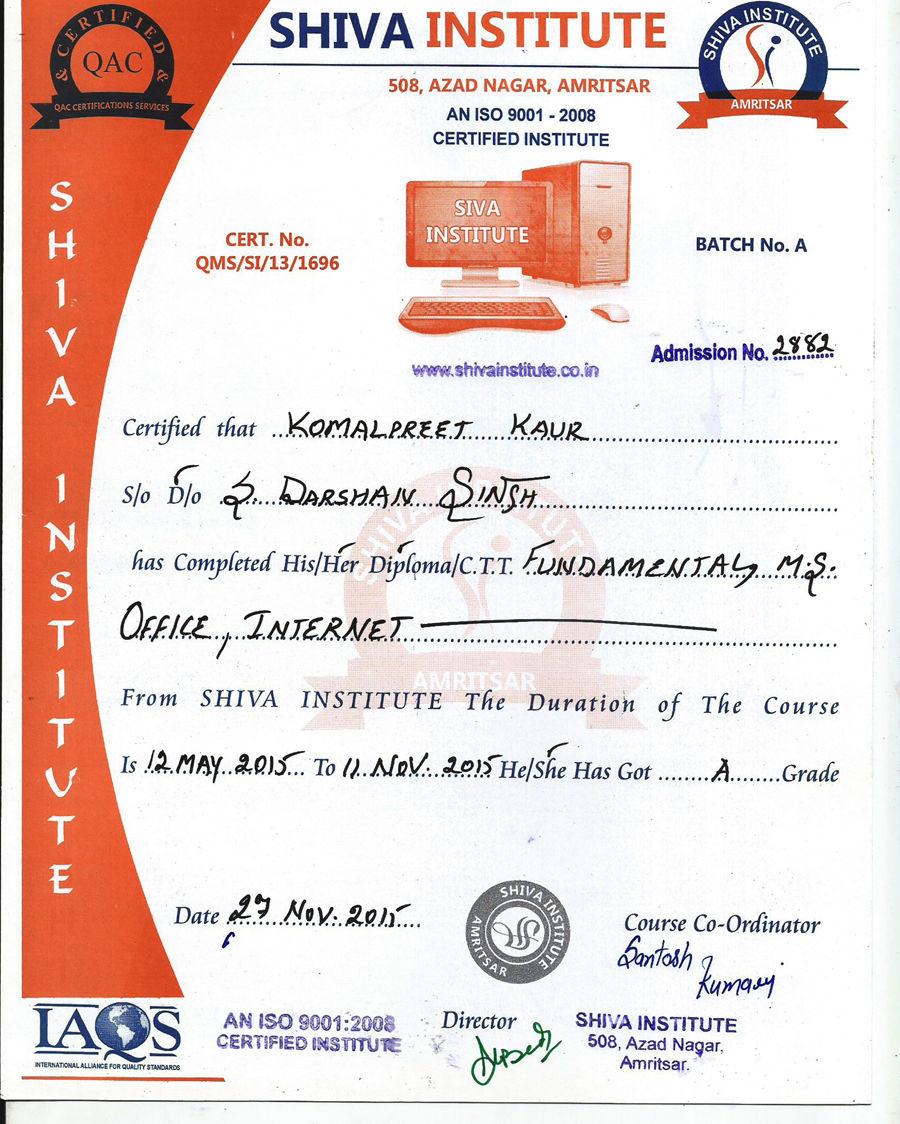 CERTIFIED
QAC
QAC CERTIFICATIONS SERVICES
SHIVA INSTITUTE
SHIVA INSTITUTE
AMRITSAR
508, AZAD NAGAR, AMRITSAR
AN ISO 9001 - 2008
CERTIFIED INSTITUTE
SHIVA INSTITUTE
SIVA
INSTITUTE
CERT. No.
QMS/SI/13/1696
BATCH No. A
Admission No. 2882
www.shivainstitute.co.in
Certified that KOMALPREET KAUR
S/o D/o S. DARSHAN SINGH
has Completed His/Her Diploma/C.T.T. FUNDAMENTAL, M.S.
OFFICE, INTERNET
SHIVA INSTITUT
AMRITSAR
From SHIVA INSTITUTE The Duration of The Course
Is 12 MAY 2015 To 11 NOV. 2015 He/She Has Got A Grade
Date 27 NOV. 2015
SHIVA INSTITUTE
AMRITSAR
Course Co-Ordinator
Santosh
Kumari
IAQS
INTERNATIONAL ALLIANCE FOR QUALITY STANDARDS
AN ISO 9001:2008
CERTIFIED INSTITUTE
Director
SHIVA INSTITUTE
508, Azad Nagar,
Amritsar.